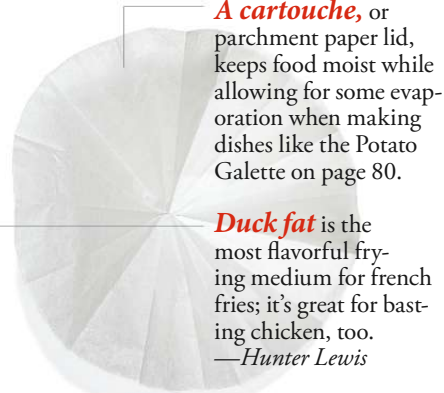 A cartouche, or
parchment paper lid,
keeps food moist while
allowing for some evap-
oration when making
dishes like the Potato
Galette on page 80.
Duck fat is the
most flavorful fry-
ing medium for french
fries; it's great for bast-
ing chicken, too.
—Hunter Lewis